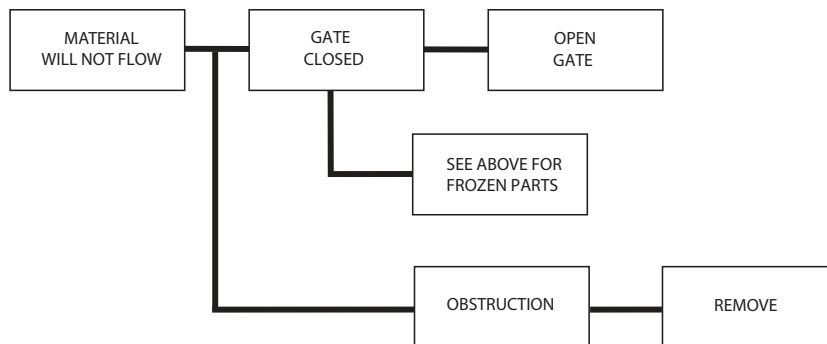 MATERIAL
WILL NOT FLOW
GATE
CLOSED
OPEN
GATE
SEE ABOVE FOR
FROZEN PARTS
OBSTRUCTION
REMOVE